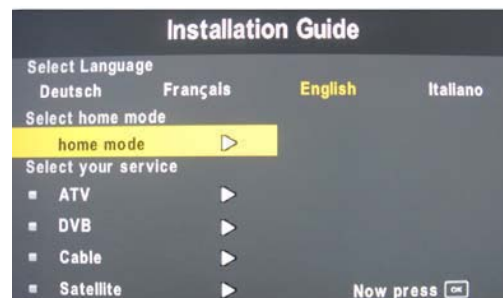 Installation Guide
Select Language
Deutsch Français English Italiano
Select home mode
home mode
Select your service
ATV
DVB
Cable
Satellite Now press OK